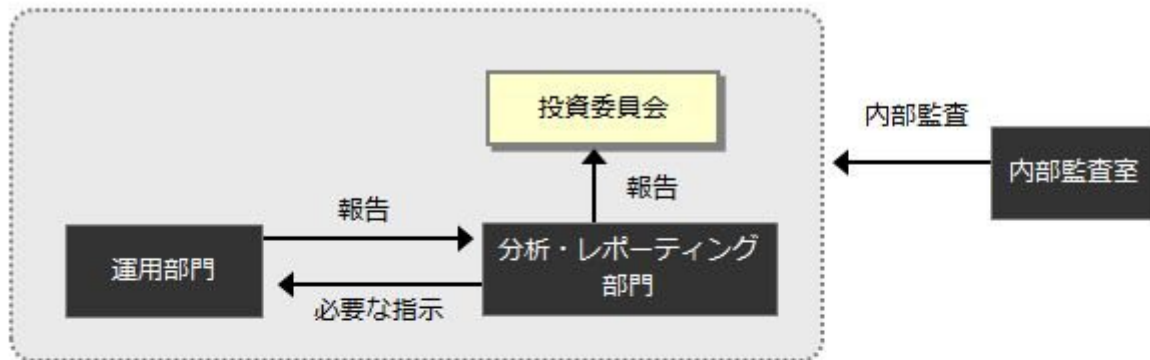 投資委員会
内部監査
内部監査室
報告
報告
運用部門
分析・レポーティング
部門
必要な指示